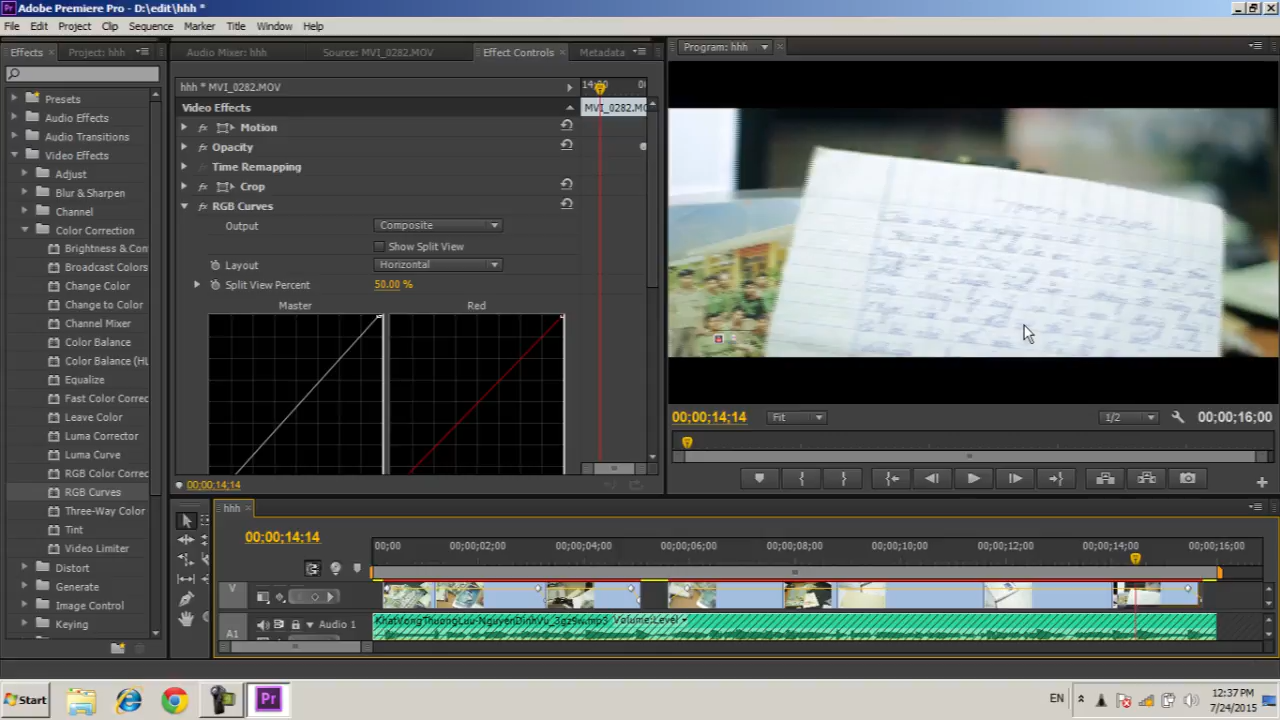 Adobe Premiere Pro - D:\edit\hhh *
File Edit Project Clip Sequence Marker Title Window Help
Effects Project: hhh
Audio Mixer: hhh Source: MVI_0282.MOV Effect Controls Metadata
Program: hhh
hhh * MVI_0282.MOV
14;00
MVI_0282.MO
Video Effects
Motion
Opacity
Time Remapping
Crop
RGB Curves
Output Composite
Show Split View
Layout Horizontal
Split View Percent 50.00 %
Master Red
00;00;14;14
Presets
Audio Effects
Audio Transitions
Video Effects
Adjust
Blur & Sharpen
Channel
Color Correction
Brightness & Con
Broadcast Colors
Change Color
Change to Color
Channel Mixer
Color Balance
Color Balance (HL
Equalize
Fast Color Correc
Leave Color
Luma Corrector
Luma Curve
RGB Color Correc
RGB Curves
Three-Way Color
Tint
Video Limiter
Distort
Generate
Image Control
Keying
00;00;14;14 Fit 1/2 00;00;16;00
hhh
00;00;14;14
00;00 00;00;02;00 00;00;04;00 00;00;06;00 00;00;08;00 00;00;10;00 00;00;12;00 00;00;14;00 00;00;16;00
V
A1 Audio 1
KhatVongThuongLuu-NguyenDinhVu_3gz9w.mp3 Volume:Level
Start
Pr
EN
12:37 PM
7/24/2015